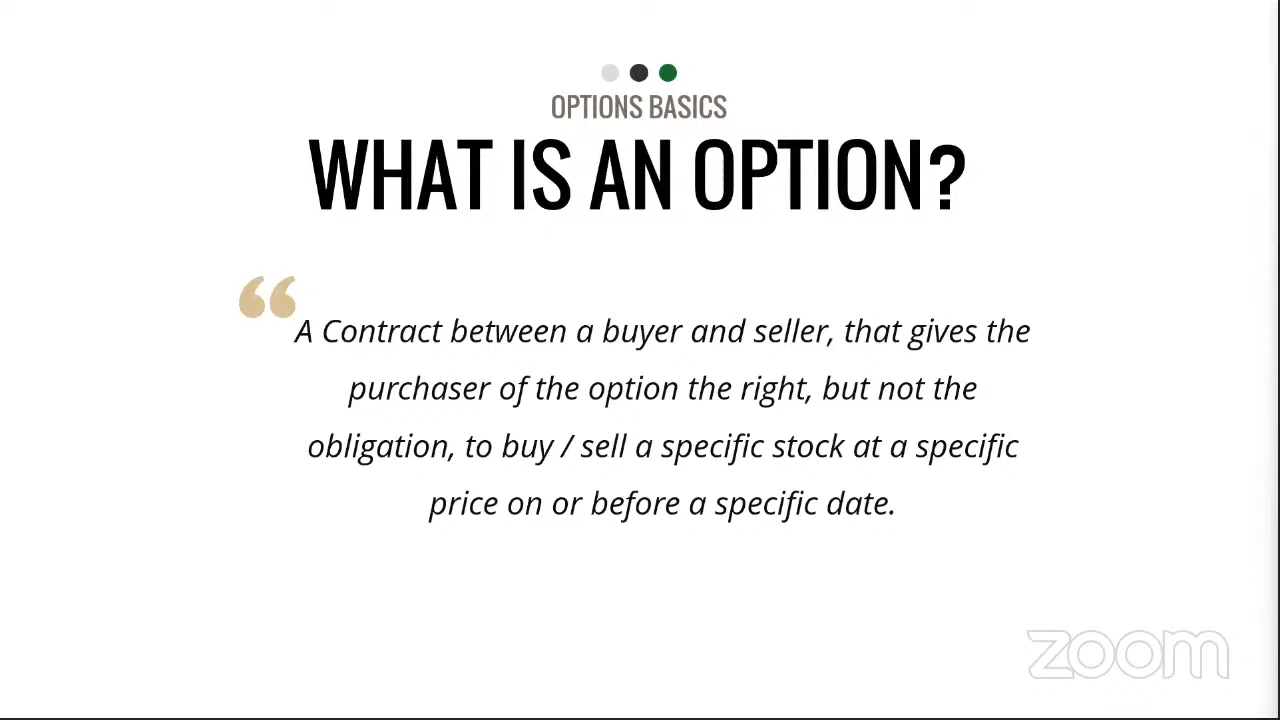 OPTIONS BASICS
WHAT IS AN OPTION?
“A Contract between a buyer and seller, that gives the
purchaser of the option the right, but not the
obligation, to buy / sell a specific stock at a specific
price on or before a specific date.
zoom